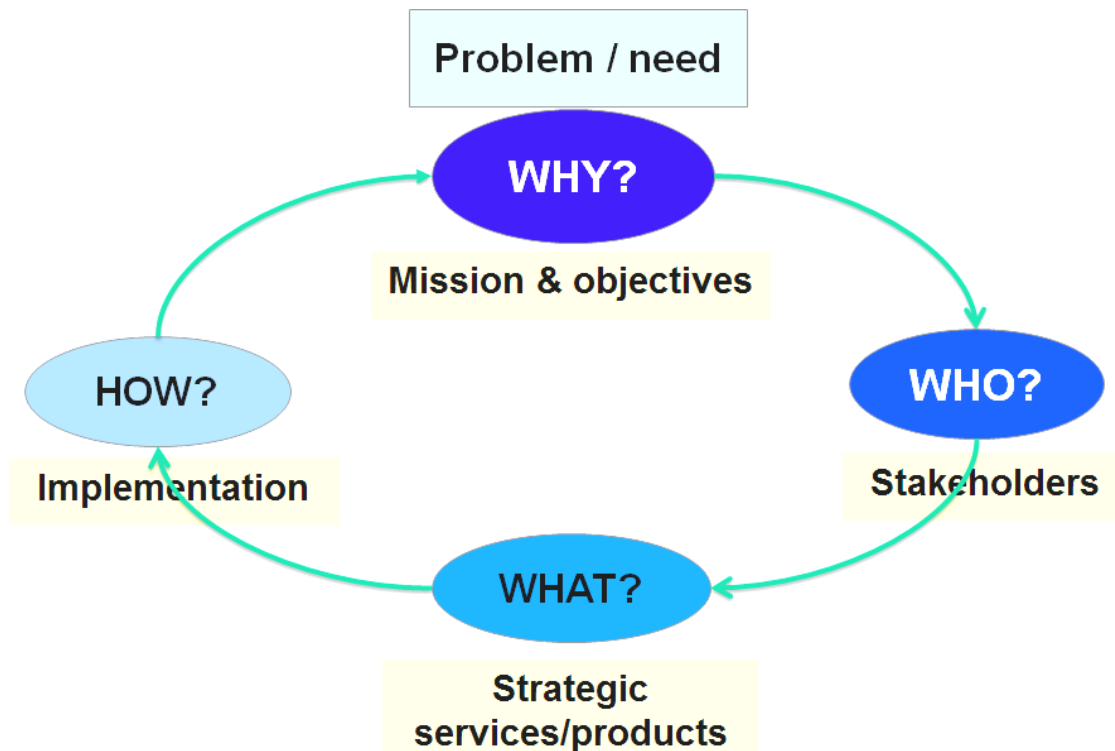 Problem / need
WHY?
Mission & objectives
WHO?
Stakeholders
WHAT?
Strategic
services/products
HOW?
Implementation